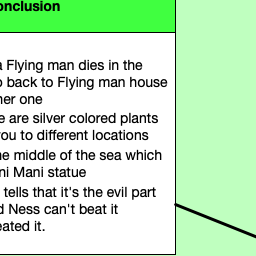 onclusion
a Flying man dies in the
o back to Flying man house
her one
e are silver colored plants
you to different locations
he middle of the sea which
ni Mani statue
tells that it's the evil part
d Ness can't beat it
eated it.